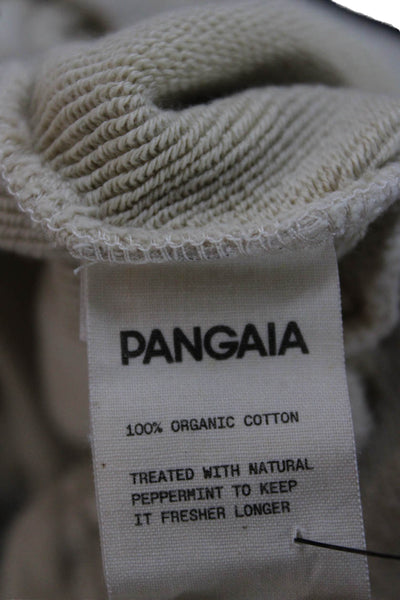 PANGAIA
100% ORGANIC COTTON
TREATED WITH NATURAL
PEPPERMINT TO KEEP
IT FRESHER LONGER